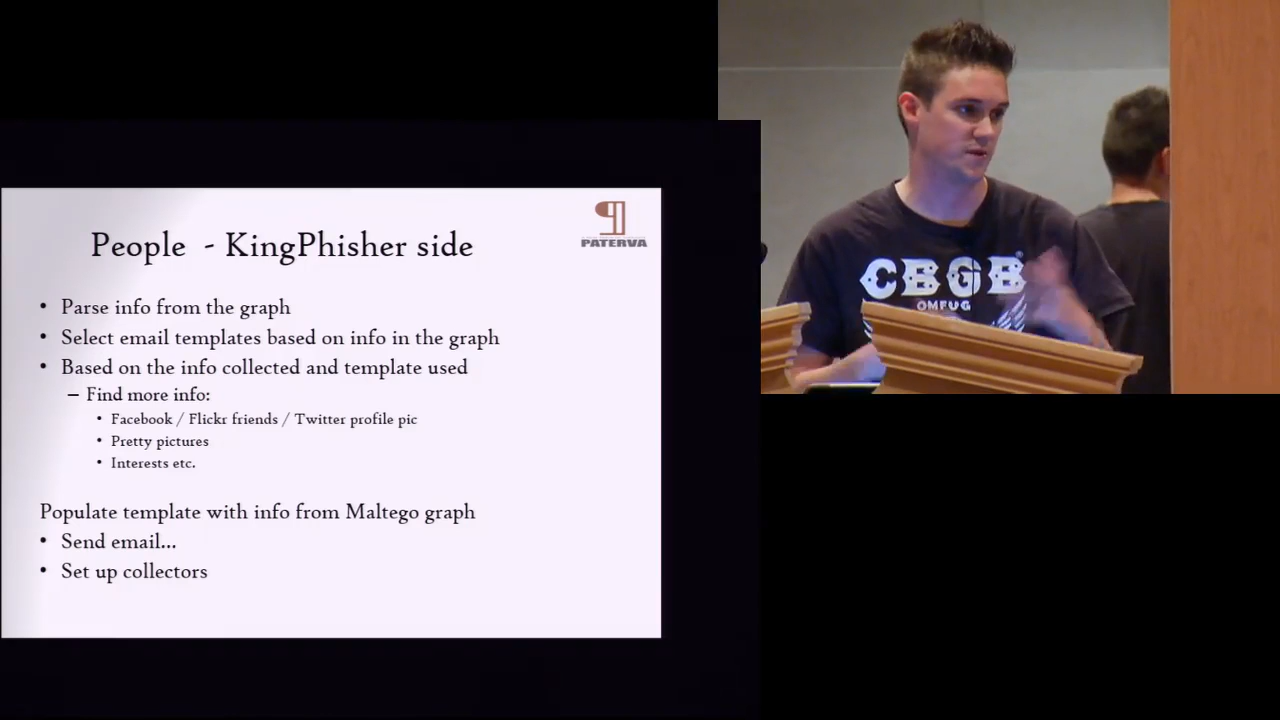 People - KingPhisher side
PATERVA
• Parse info from the graph
• Select email templates based on info in the graph
• Based on the info collected and template used
– Find more info:
• Facebook / Flickr friends / Twitter profile pic
• Pretty pictures
• Interests etc.
Populate template with info from Maltego graph
• Send email...
• Set up collectors
CBGB®
OMFUG